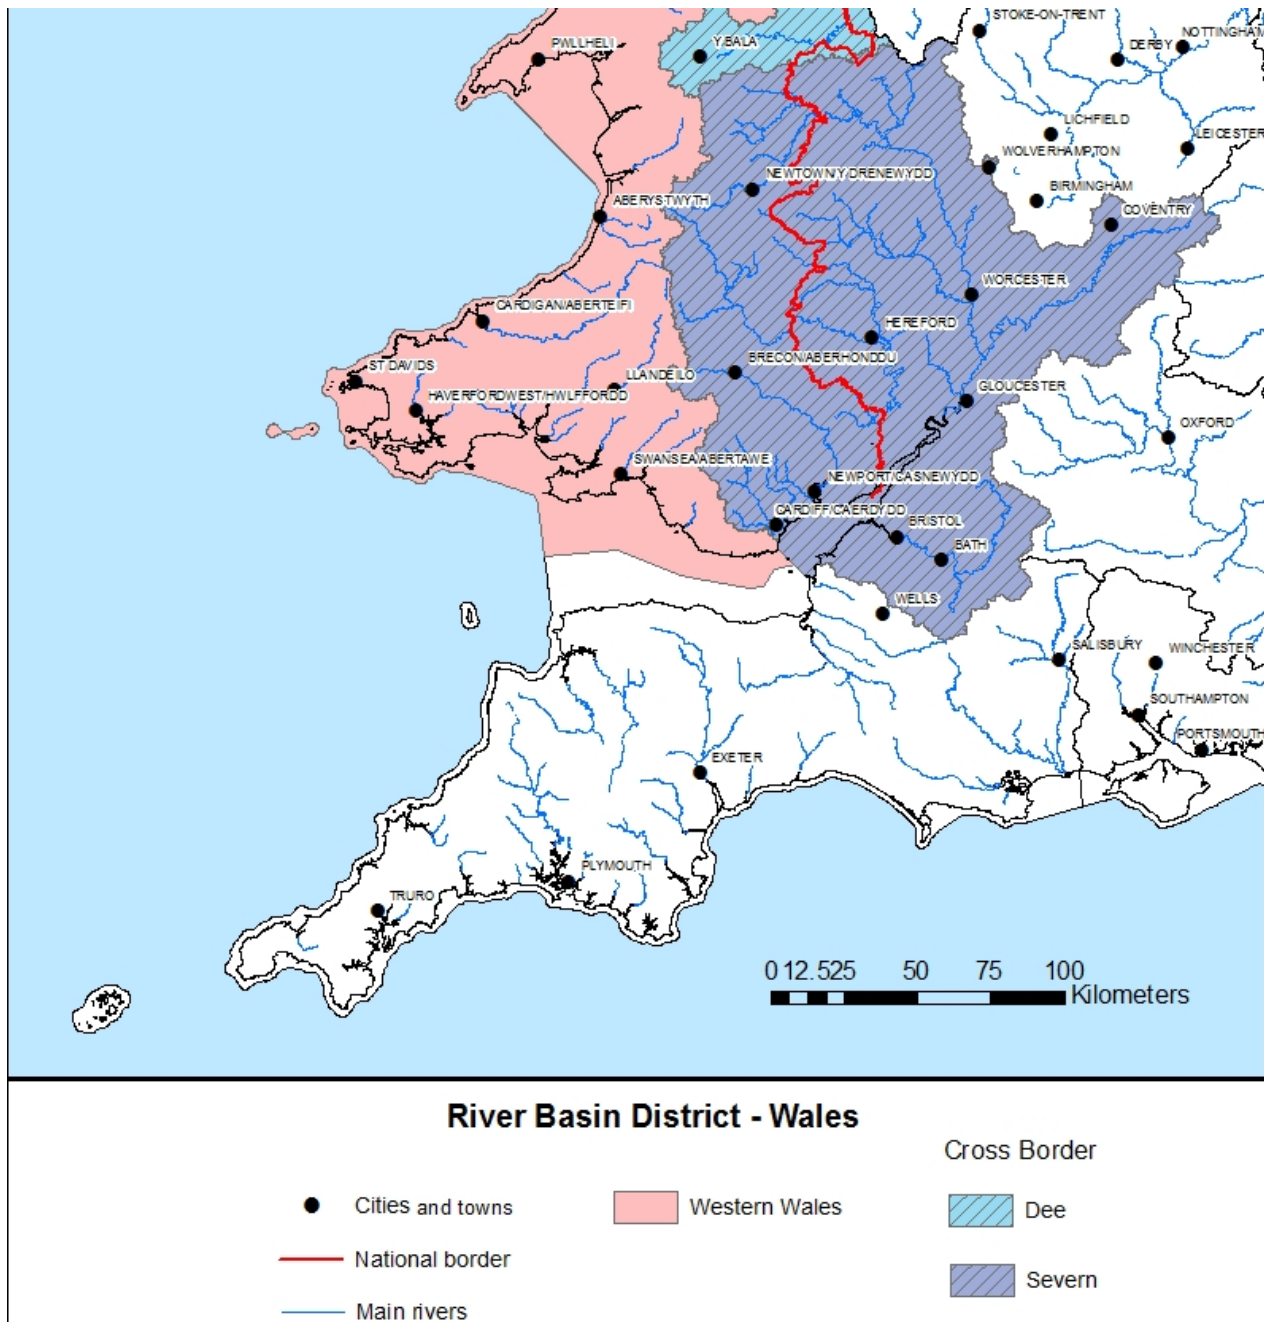 STOKE-ON-TRENT
NOTTINGHAM
PWLLHELI
Y BALA
DERBY
LICHFIELD
LEICESTER
WOLVERHAMPTON
NEWTOWN/Y DRENEWYDD
BIRMINGHAM
ABERYSTWYTH
COVENTRY
WORCESTER
CARDIGAN/ABERTEIFI
HEREFORD
BRECON/ABERHONDDU
ST DAVIDS
LLANDEILO
GLOUCESTER
HAVERFORDWEST/HWLFFORDD
OXFORD
SWANSEA/ABERTAWE
NEWPORT/CASNEWYDD
CARDIFF/CAERDYDD
BRISTOL
BATH
WELLS
SALISBURY
WINCHESTER
SOUTHAMPTON
PORTSMOUTH
EXETER
PLYMOUTH
TRURO
0 12.525 50 75 100
Kilometers
River Basin District - Wales
Cross Border
Cities and towns
Western Wales
Dee
National border
Severn
Main rivers